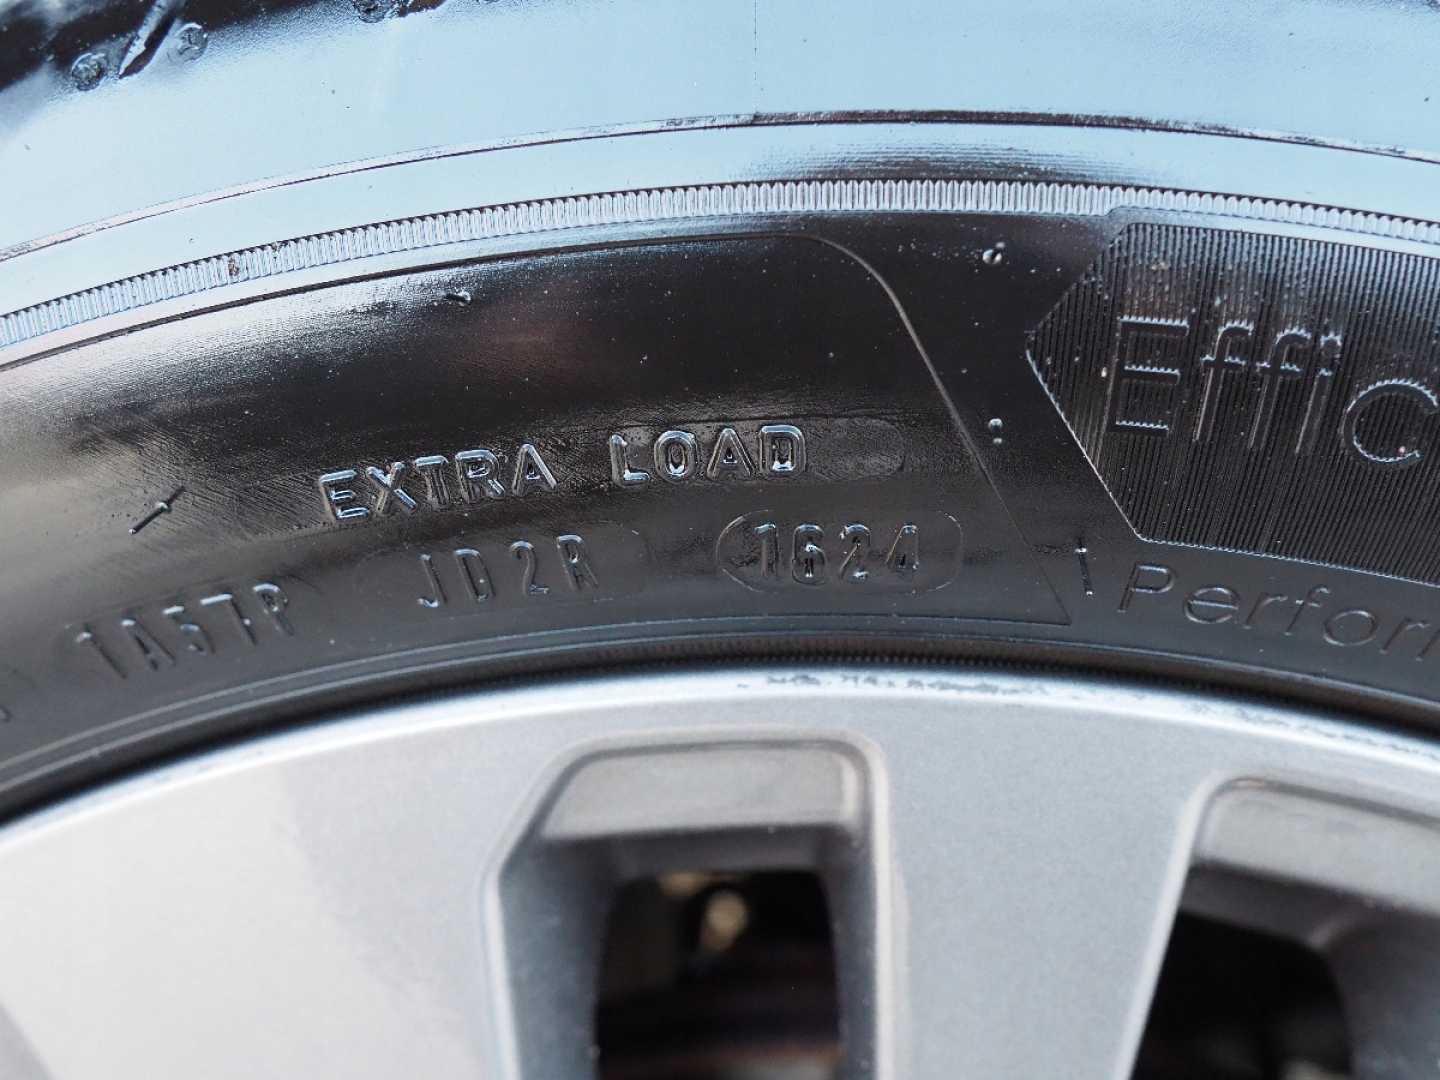 Effic
EXTRA LOAD
1A57P JD2R 1624
Perfor